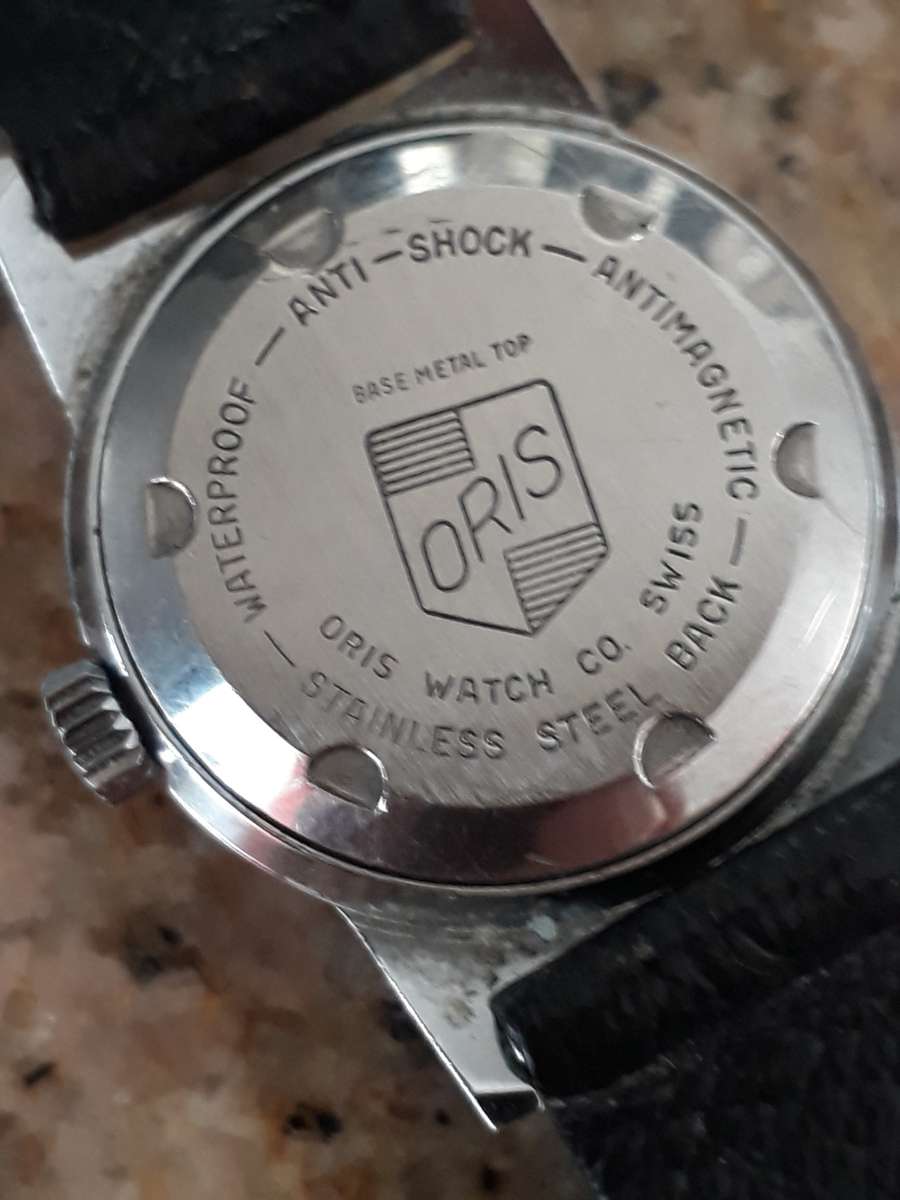 WATERPROOF — ANTI-SHOCK — ANTIMAGNETIC —
BASE METAL TOP
ORIS
ORIS WATCH CO. SWISS
— STAINLESS STEEL BACK